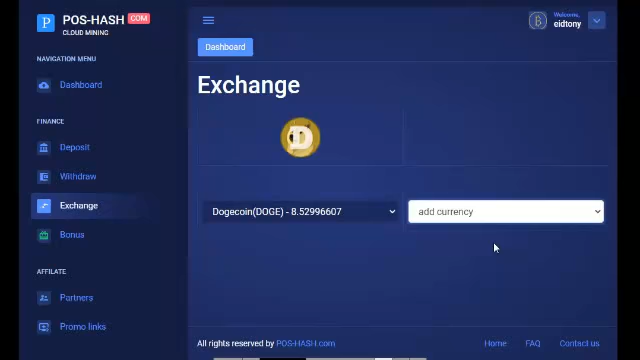 POS-HASH COM
CLOUD MINING
NAVIGATION MENU
Dashboard
FINANCE
Deposit
Withdraw
Exchange
Bonus
AFFILIATE
Partners
Promo links
Welcome,
eidtony
Dashboard
Exchange
Dogecoin(DOGE) - 8.52996607
add currency
All rights reserved by POS-HASH.com
Home FAQ Contact us